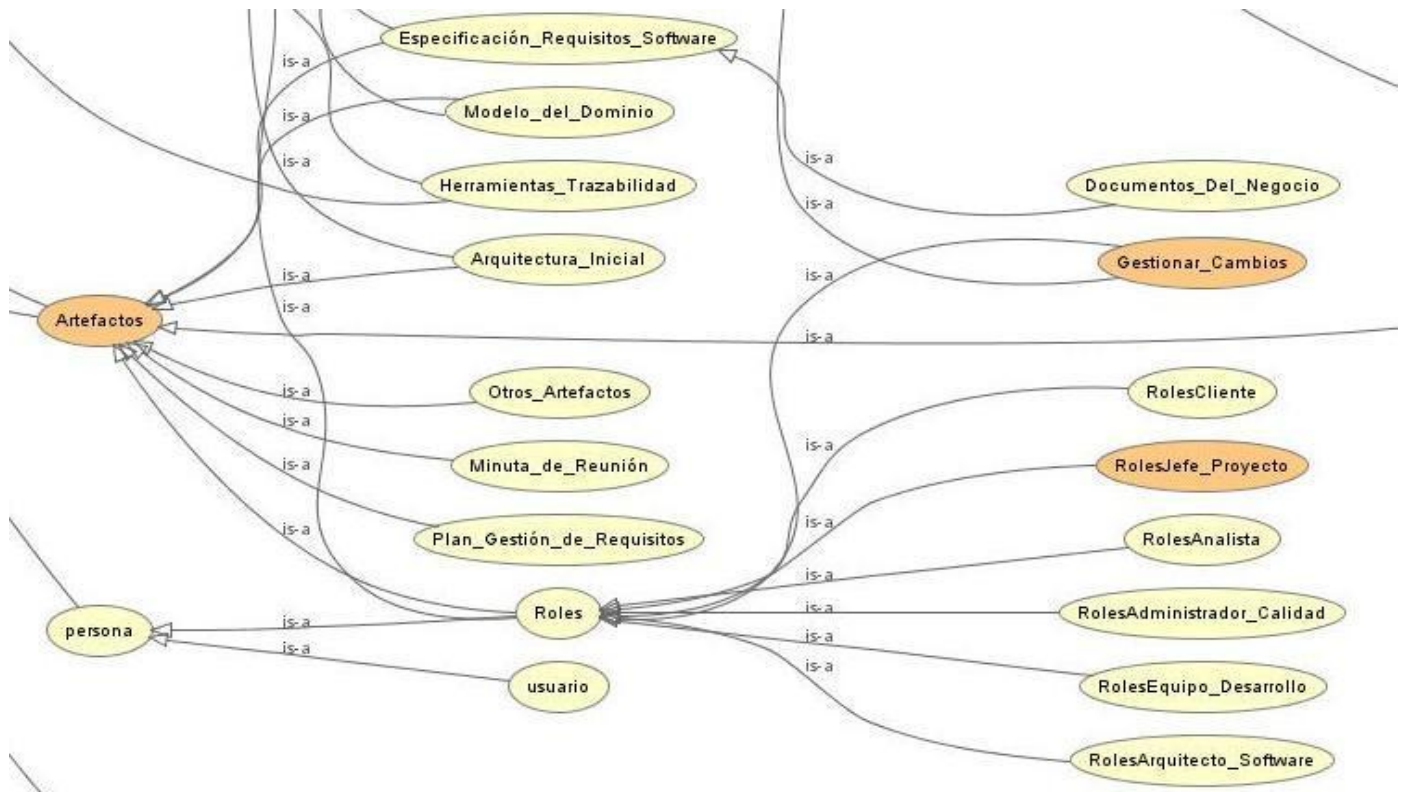 Especificación_Requisitos_Software
is-a
Modelo_del_Dominio
is-a
is-a
is-a
Documentos_Del_Negocio
Herramientas_Trazabilidad
is-a
Arquitectura_Inicial
Gestionar_Cambios
is-a
is-a
is-a
Artefactos
is-a
is-a
Otros_Artefactos
RolesCliente
is-a
is-a
is-a
Minuta_de_Reunión
RolesJefe_Proyecto
is-a
is-a
Plan_Gestión_de_Requisitos
RolesAnalista
is-a
is-a
Roles
RolesAdministrador_Calidad
is-a
persona
is-a
is-a
is-a
usuario
RolesEquipo_Desarrollo
RolesArquitecto_Software